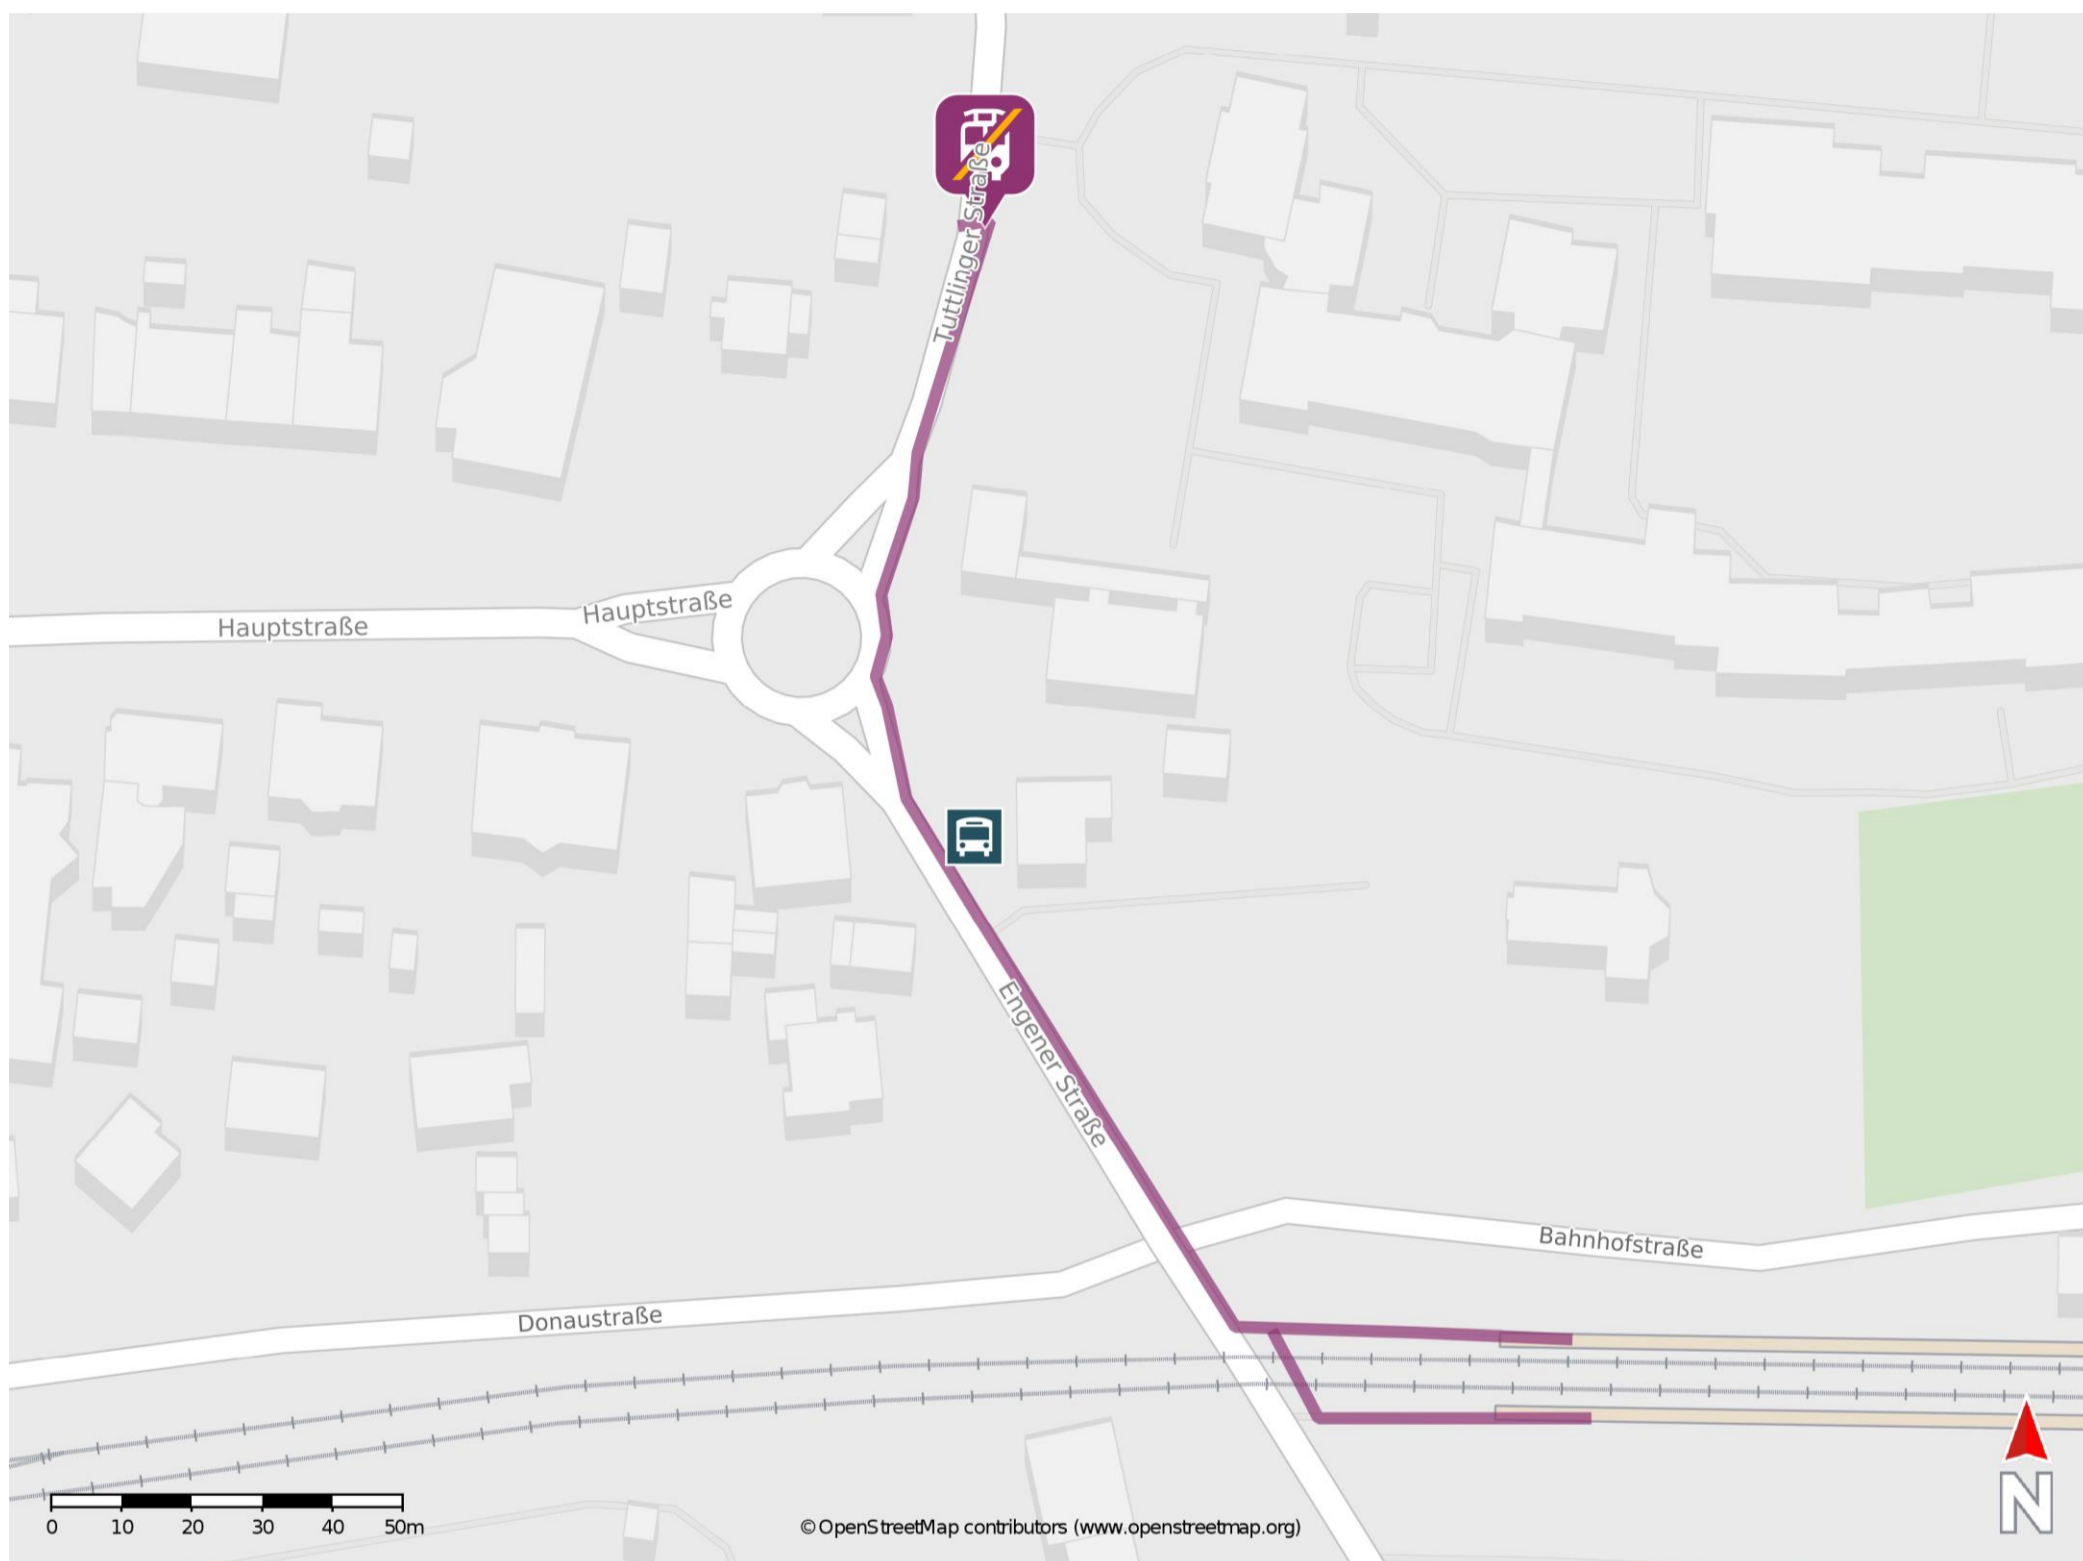 Tuttlinger Straße
Hauptstraße
Hauptstraße
Engener Straße
Bahnhofstraße
Donaustraße
N
0 10 20 30 40 50m
© OpenStreetMap contributors (www.openstreetmap.org)